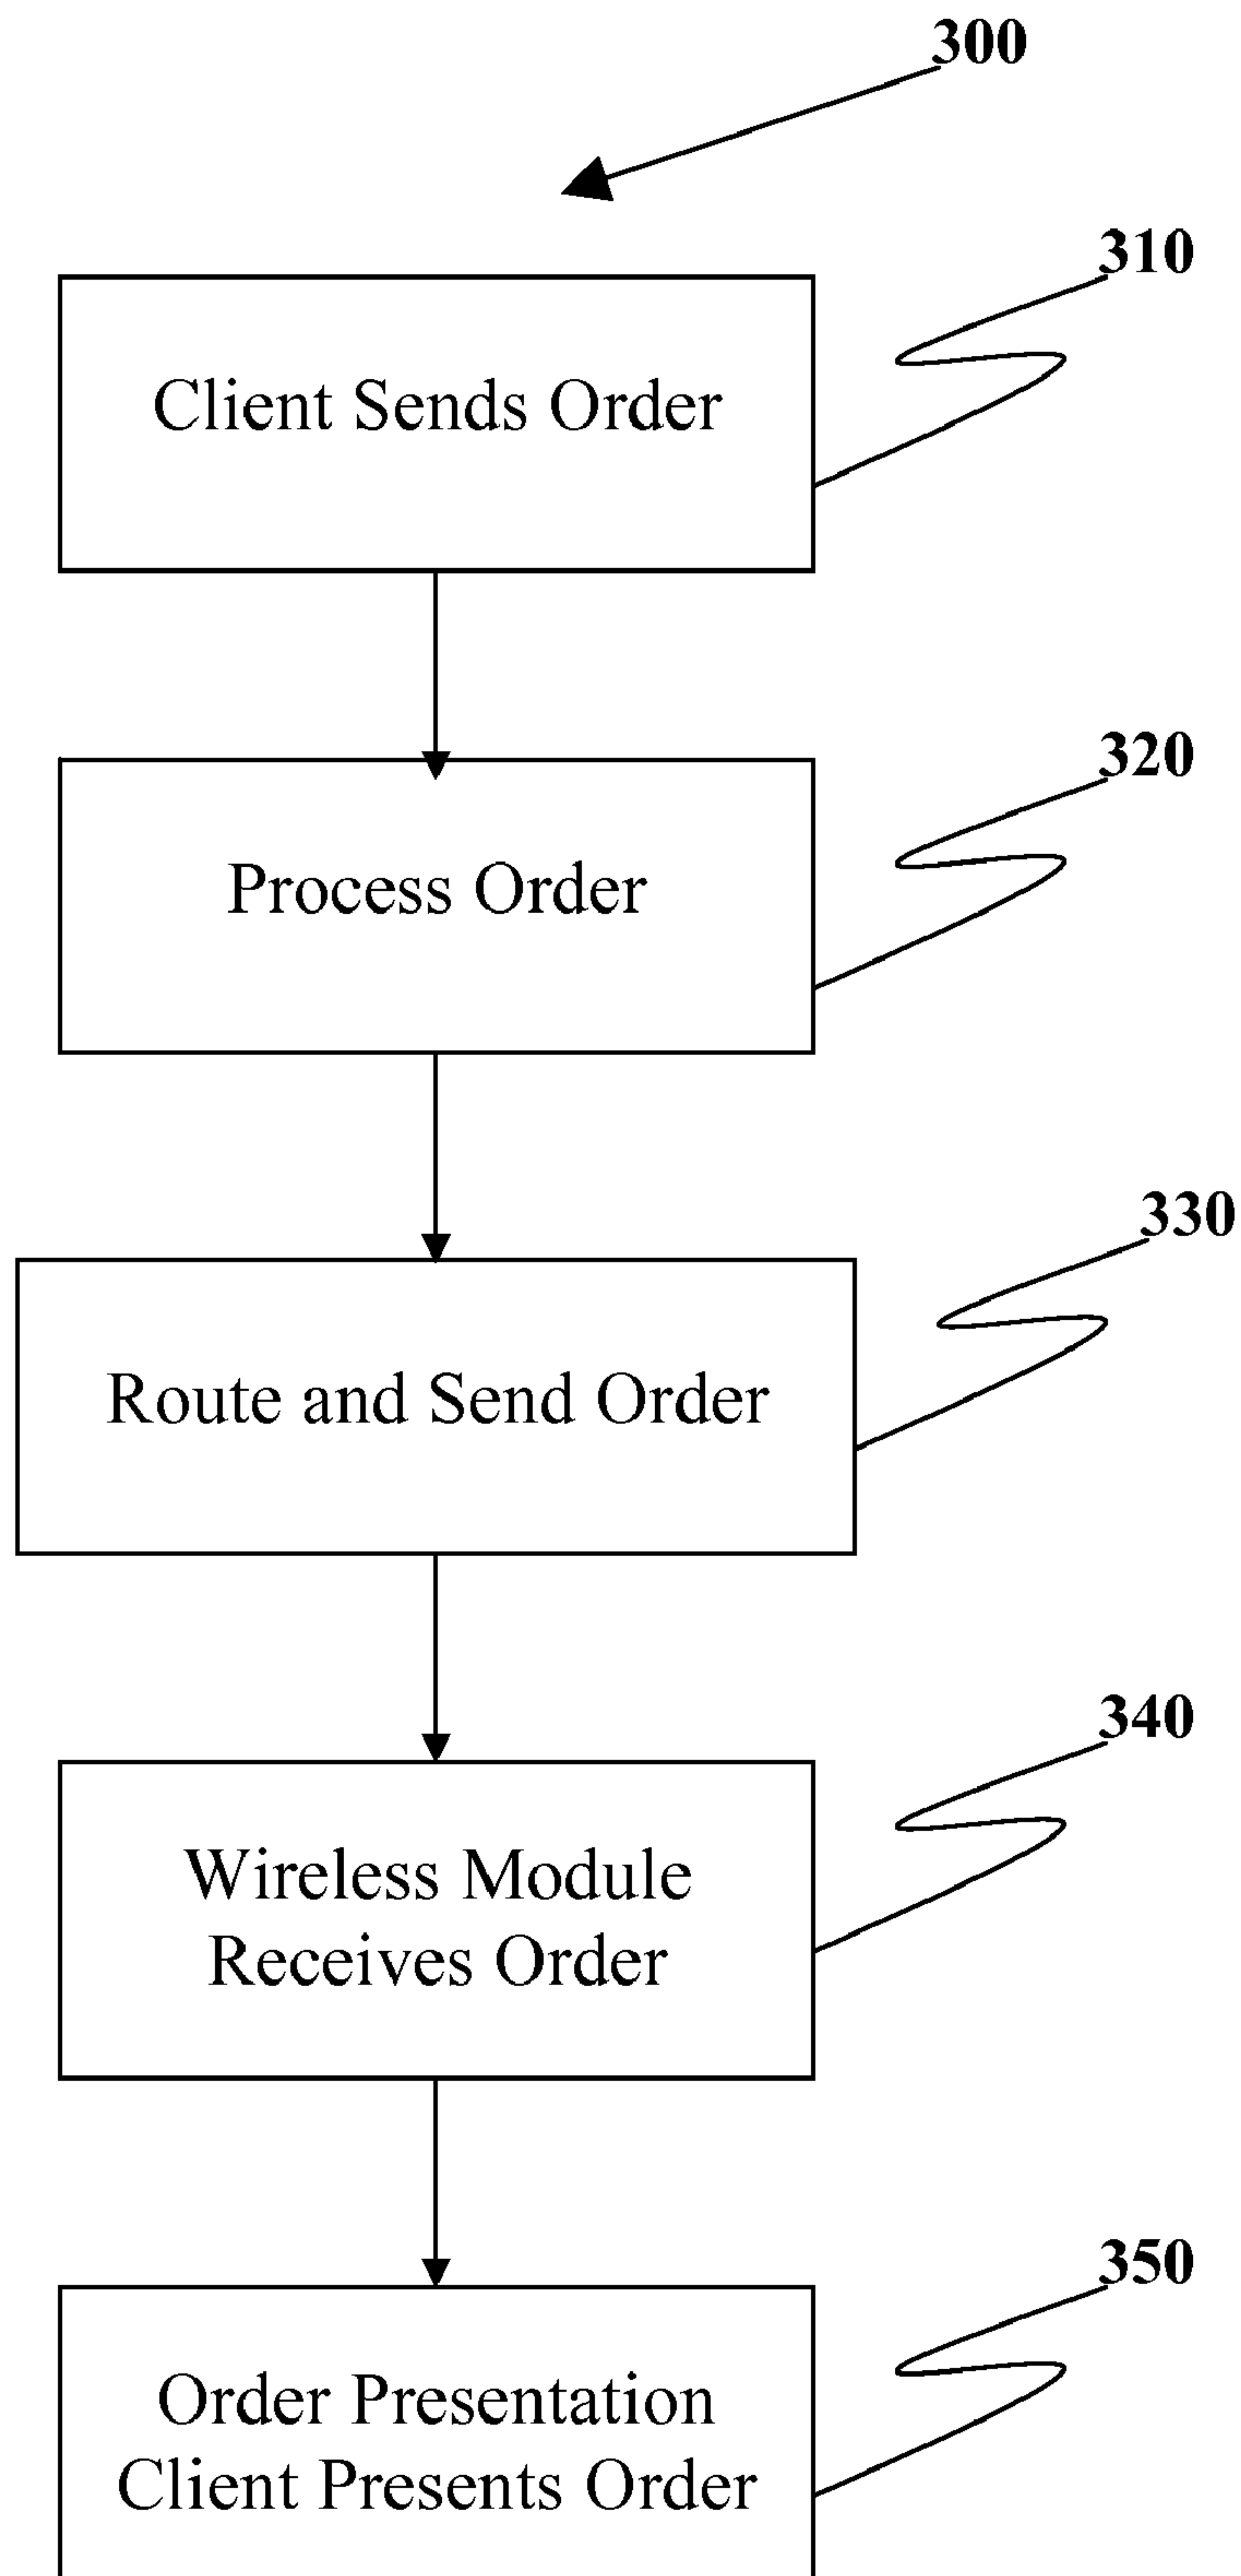 300
310
Client Sends Order
320
Process Order
330
Route and Send Order
340
Wireless Module
Receives Order
350
Order Presentation
Client Presents Order